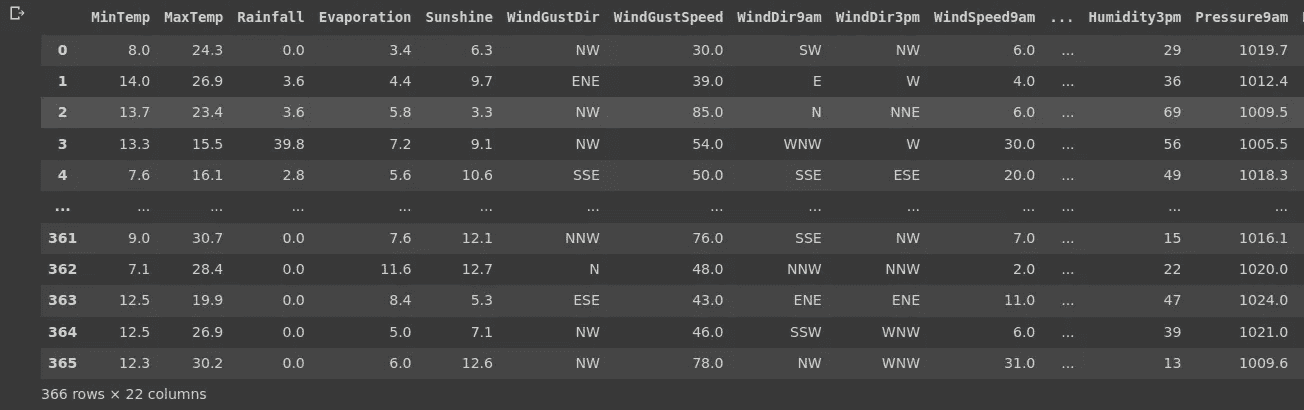 MinTemp MaxTemp Rainfall Evaporation Sunshine WindGustDir WindGustSpeed WindDir9am WindDir3pm WindSpeed9am ... Humidity3pm Pressure9am
0 8.0 24.3 0.0 3.4 6.3 NW 30.0 SW NW 6.0 ... 29 1019.7
1 14.0 26.9 3.6 4.4 9.7 ENE 39.0 E W 4.0 ... 36 1012.4
2 13.7 23.4 3.6 5.8 3.3 NW 85.0 N NNE 6.0 ... 69 1009.5
3 13.3 15.5 39.8 7.2 9.1 NW 54.0 WNW W 30.0 ... 56 1005.5
4 7.6 16.1 2.8 5.6 10.6 SSE 50.0 SSE ESE 20.0 ... 49 1018.3
... ... ... ... ... ... ... ... ... ... ... ... ... ...
361 9.0 30.7 0.0 7.6 12.1 NNW 76.0 SSE NW 7.0 ... 15 1016.1
362 7.1 28.4 0.0 11.6 12.7 N 48.0 NNW NNW 2.0 ... 22 1020.0
363 12.5 19.9 0.0 8.4 5.3 ESE 43.0 ENE ENE 11.0 ... 47 1024.0
364 12.5 26.9 0.0 5.0 7.1 NW 46.0 SSW WNW 6.0 ... 39 1021.0
365 12.3 30.2 0.0 6.0 12.6 NW 78.0 NW WNW 31.0 ... 13 1009.6
366 rows × 22 columns